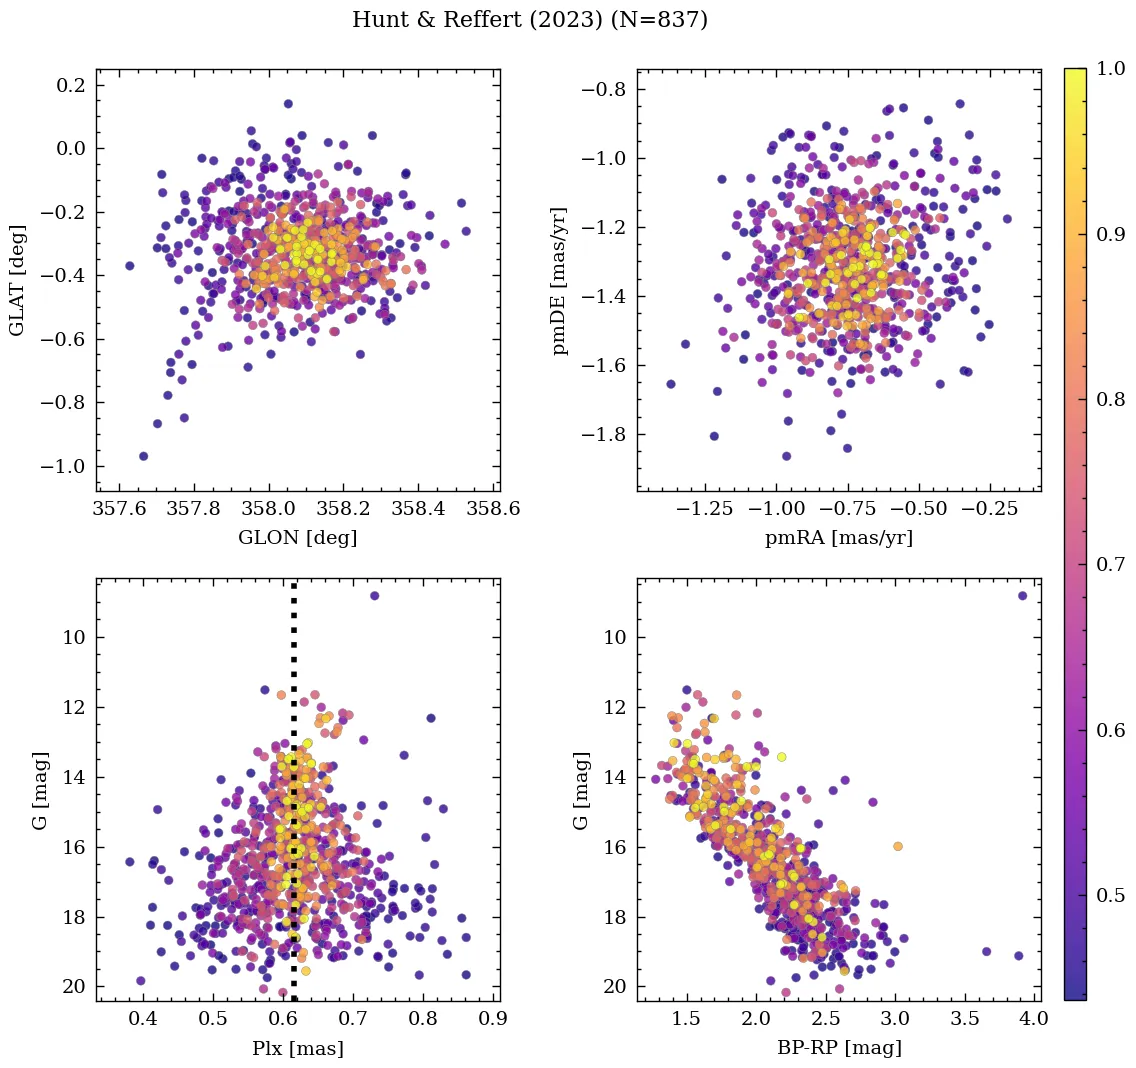 Hunt & Reffert (2023) (N=837)
0.2
0.0
−0.2
−0.4
−0.6
−0.8
−1.0
GLAT [deg]
357.6 357.8 358.0 358.2 358.4 358.6
GLON [deg]
−0.8
−1.0
−1.2
−1.4
−1.6
−1.8
pmDE [mas/yr]
−1.25 −1.00 −0.75 −0.50 −0.25
pmRA [mas/yr]
10
12
14
16
18
20
G [mag]
0.4 0.5 0.6 0.7 0.8 0.9
Plx [mas]
10
12
14
16
18
20
G [mag]
1.5 2.0 2.5 3.0 3.5 4.0
BP-RP [mag]
1.0
0.9
0.8
0.7
0.6
0.5